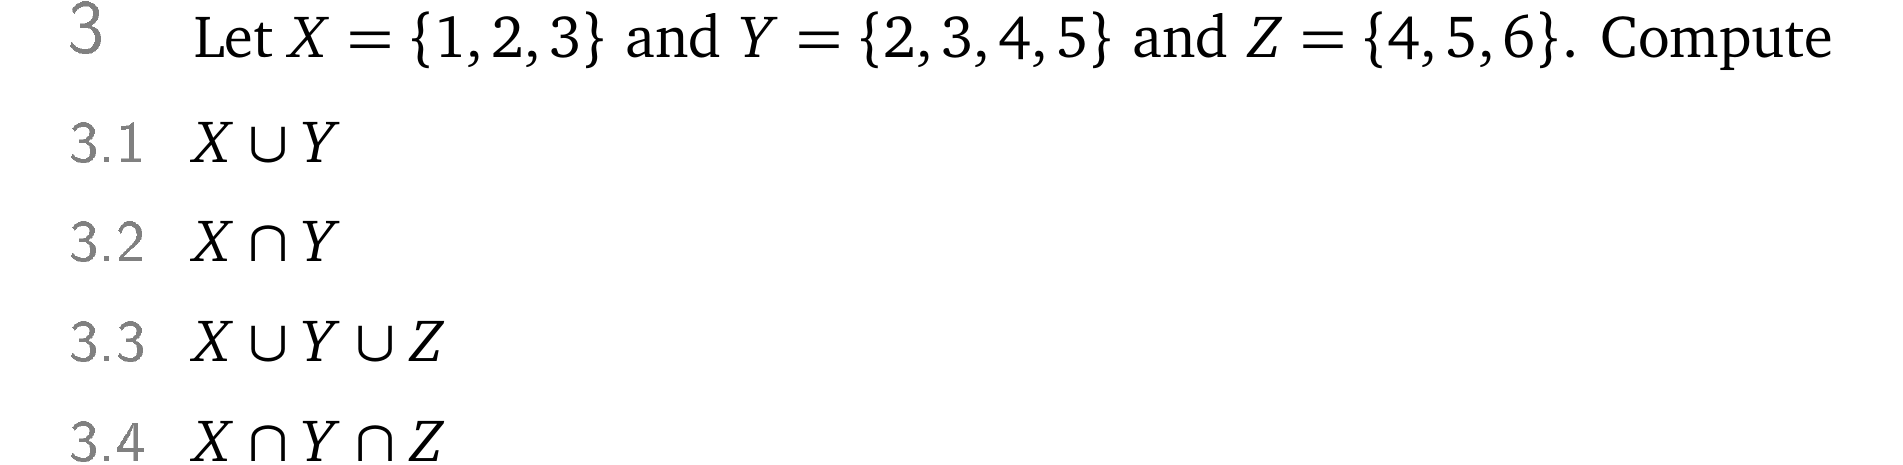 3 Let X = {1, 2, 3} and Y = {2, 3, 4, 5} and Z = {4, 5, 6}. Compute
3.1 X ∪ Y
3.2 X ∩ Y
3.3 X ∪ Y ∪ Z
3.4 X ∩ Y ∩ Z